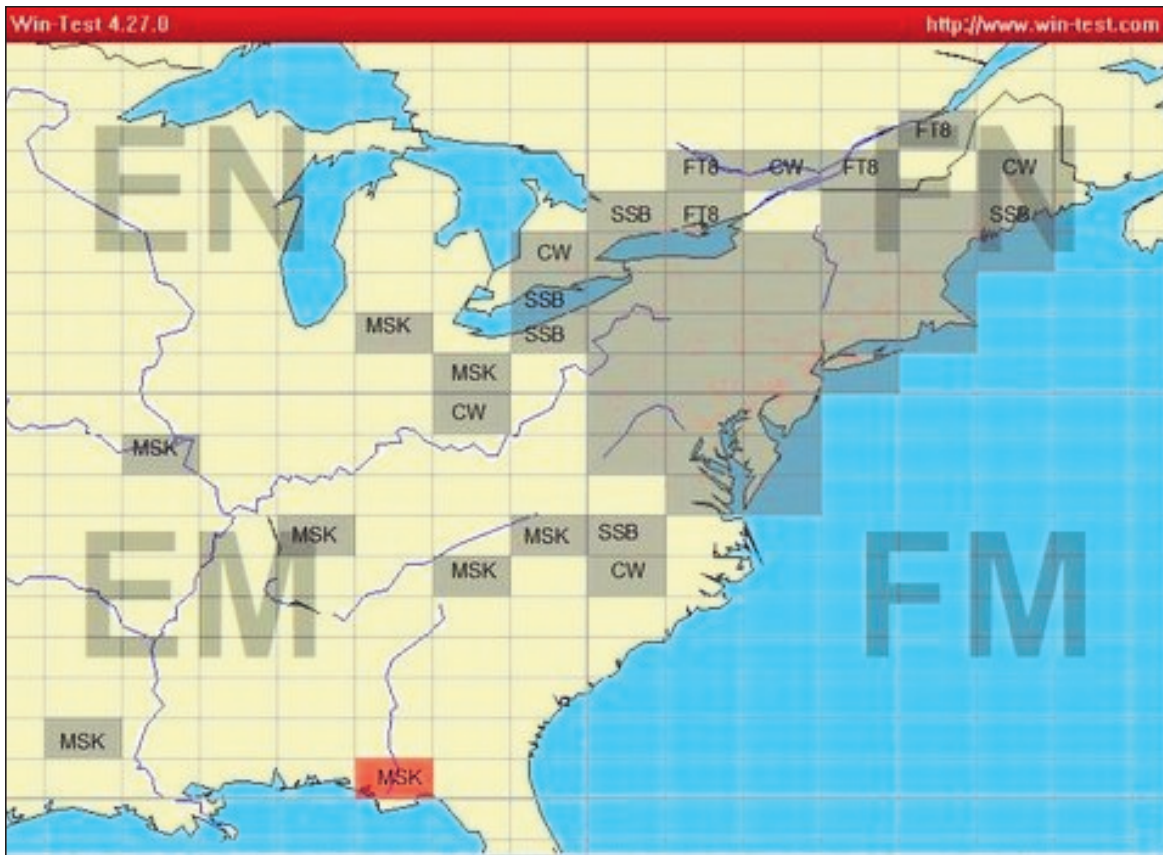 Win-Test 4.27.0 http://www.win-test.com
EN FN
FT8
FT8 CW FT8 CW
SSB FT8 SSB
CW
SSB
MSK SSB
MSK
CW
MSK
EM FM
MSK MSK SSB
MSK CW
MSK
MSK